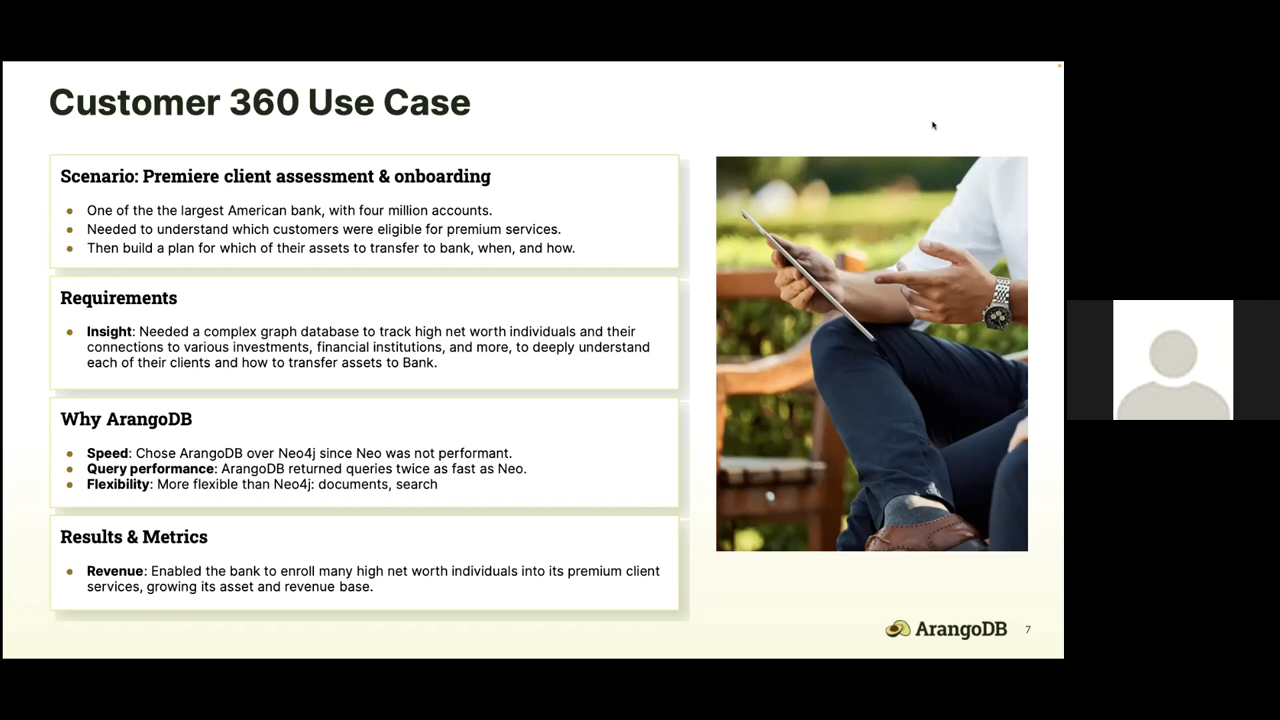 Customer 360 Use Case
Scenario: Premiere client assessment & onboarding
● One of the the largest American bank, with four million accounts.
● Needed to understand which customers were eligible for premium services.
● Then build a plan for which of their assets to transfer to bank, when, and how.
Requirements
● Insight: Needed a complex graph database to track high net worth individuals and their
connections to various investments, financial institutions, and more, to deeply understand
each of their clients and how to transfer assets to Bank.
Why ArangoDB
● Speed: Chose ArangoDB over Neo4j since Neo was not performant.
● Query performance: ArangoDB returned queries twice as fast as Neo.
● Flexibility: More flexible than Neo4j: documents, search
Results & Metrics
● Revenue: Enabled the bank to enroll many high net worth individuals into its premium client
services, growing its asset and revenue base.
ArangoDB 7